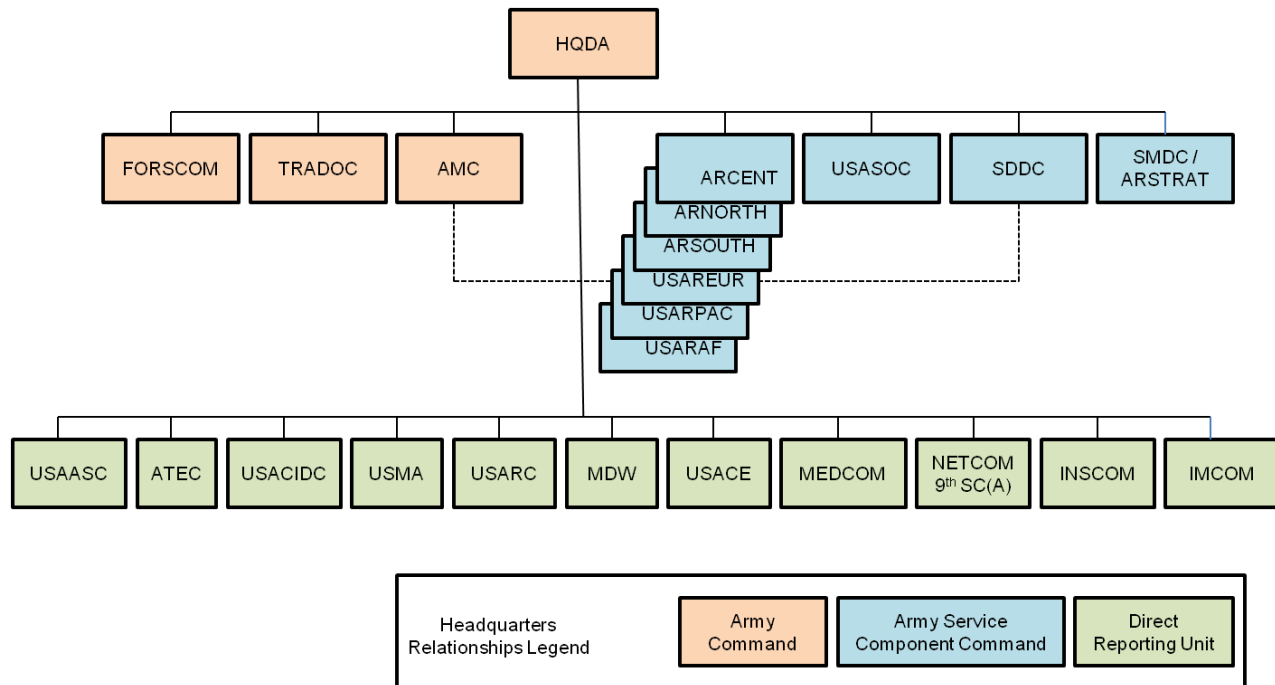 HQDA
FORSCOM
TRADOC
AMC
ARCENT
USASOC
SDDC
SMDC /
ARSTRAT
ARNORTH
ARSOUTH
USAREUR
USARPAC
USARAF
USAASC
ATEC
USACIDC
USMA
USARC
MDW
USACE
MEDCOM
NETCOM
9th SC(A)
INSCOM
IMCOM
Headquarters
Relationships Legend
Army
Command
Army Service
Component Command
Direct
Reporting Unit